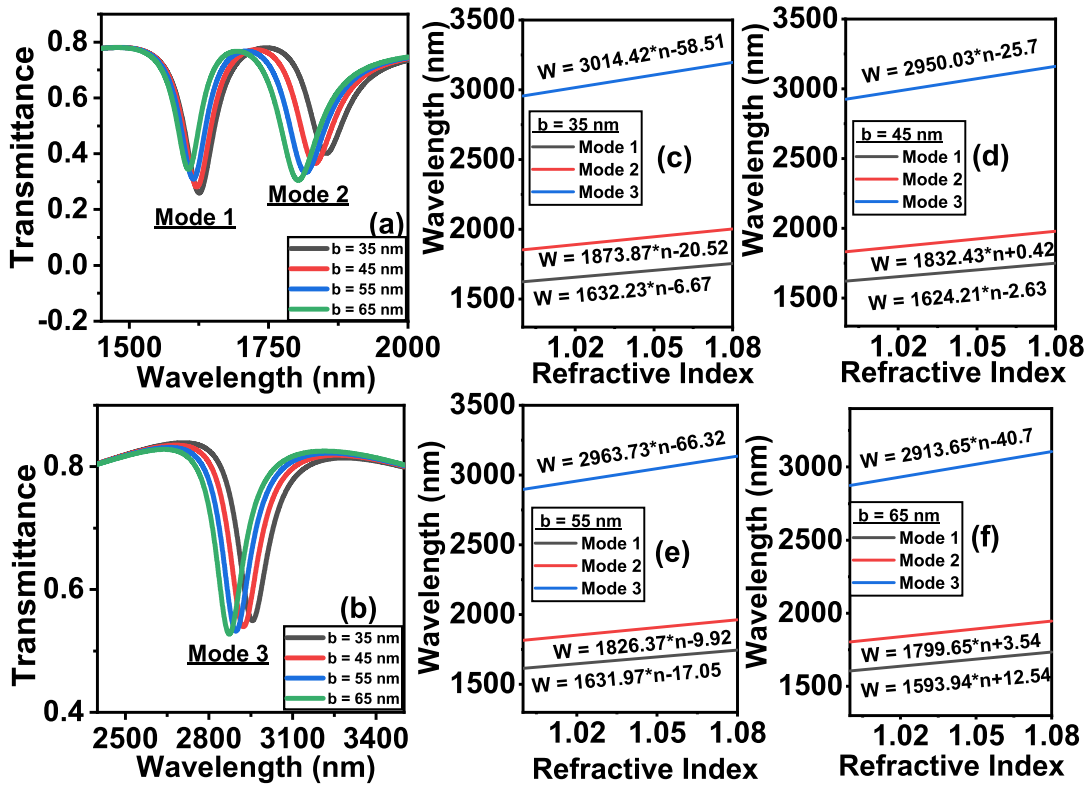 0.8
0.6
0.4
0.2
0.0
-0.2
Transmittance
Mode 1
Mode 2
(a)
b = 35 nm
b = 45 nm
b = 55 nm
b = 65 nm
1500
1750
2000
Wavelength (nm)
3500
3000
2500
2000
1500
Wavelength (nm)
W = 3014.42*n-58.51
b = 35 nm
Mode 1
Mode 2
Mode 3
(c)
W = 1873.87*n-20.52
W = 1632.23*n-6.67
1.02
1.05
1.08
Refractive Index
3500
3000
2500
2000
1500
Wavelength (nm)
W = 2950.03*n-25.7
b = 45 nm
Mode 1
Mode 2
Mode 3
(d)
W = 1832.43*n+0.42
W = 1624.21*n-2.63
1.02
1.05
1.08
Refractive Index
0.8
0.6
0.4
Transmittance
Mode 3
(b)
b = 35 nm
b = 45 nm
b = 55 nm
b = 65 nm
2500
2800
3100
3400
Wavelength (nm)
3500
3000
2500
2000
1500
Wavelength (nm)
W = 2963.73*n-66.32
b = 55 nm
Mode 1
Mode 2
Mode 3
(e)
W = 1826.37*n-9.92
W = 1631.97*n-17.05
1.02
1.05
1.08
Refractive Index
3000
2500
2000
1500
Wavelength (nm)
W = 2913.65*n-40.7
b = 65 nm
Mode 1
Mode 2
Mode 3
(f)
W = 1799.65*n+3.54
W = 1593.94*n+12.54
1.02
1.05
1.08
Refractive Index